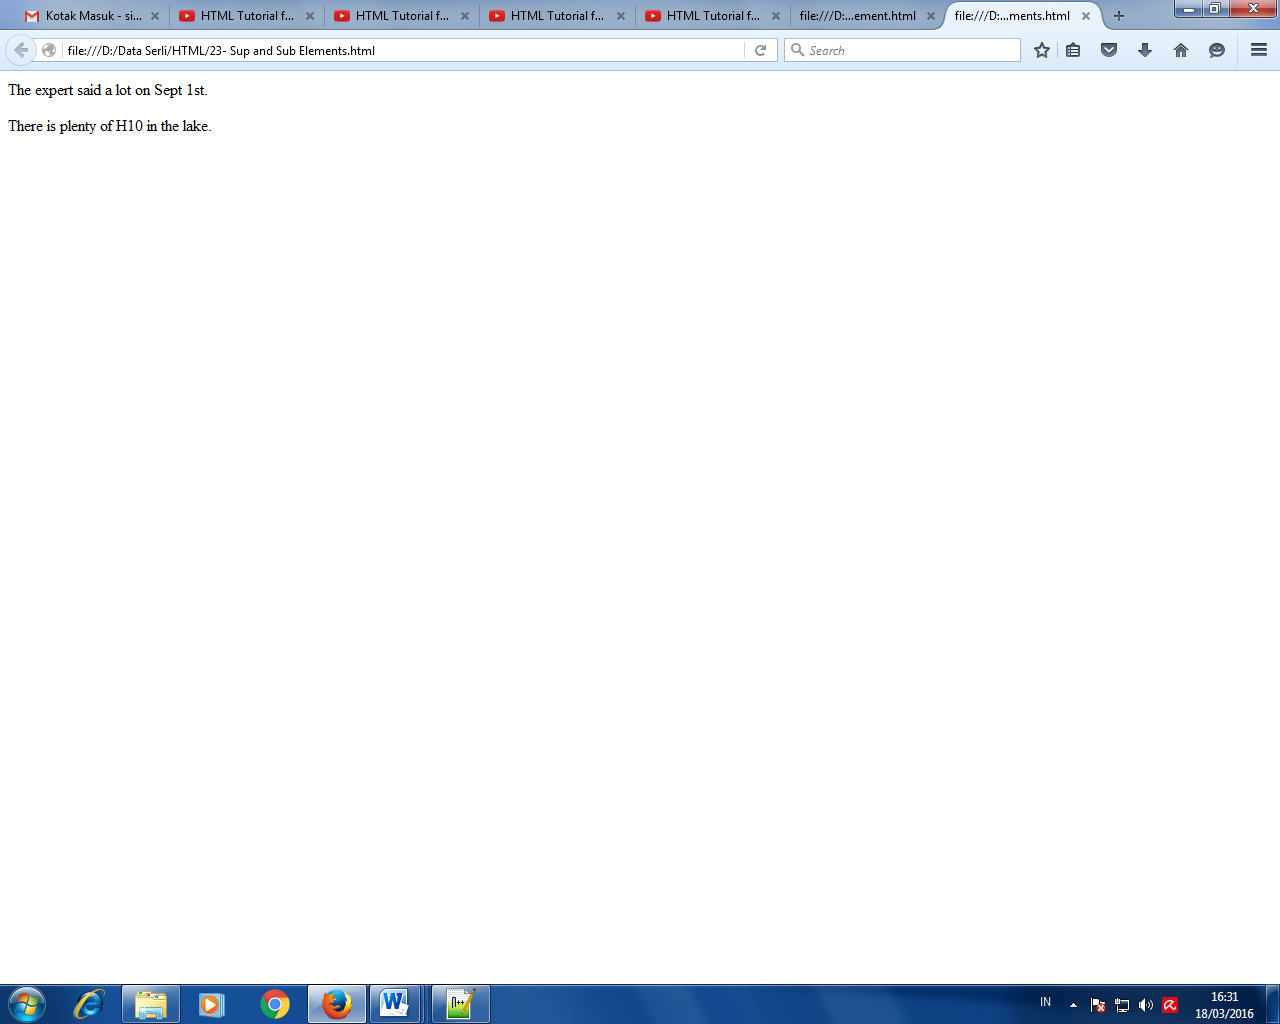 Kotak Masuk - si...
HTML Tutorial f...
HTML Tutorial f...
HTML Tutorial f...
HTML Tutorial f...
file:///D:...ement.html
file:///D:...ments.html
file:///D:/Data Serli/HTML/23- Sup and Sub Elements.html
Search
The expert said a lot on Sept 1st.
There is plenty of H10 in the lake.
IN
16:31
18/03/2016